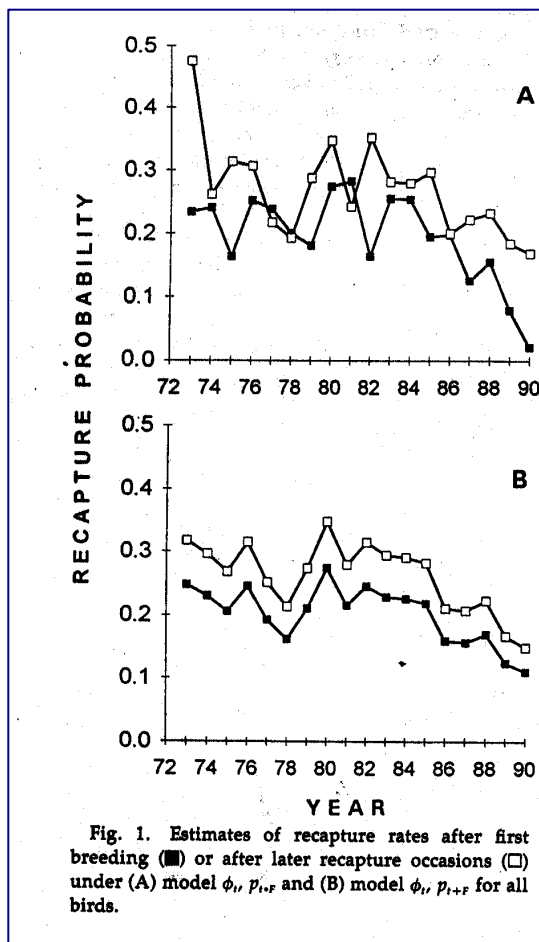 0.5
A
0.4
0.3
0.2
0.1
0.0
72 74 76 78 80 82 84 86 88 90
RECAPTURE PROBABILITY
0.5
B
0.4
0.3
0.2
0.1
0.0
72 74 76 78 80 82 84 86 88 90
YEAR
Fig. 1. Estimates of recapture rates after first
breeding (■) or after later recapture occasions (□)
under (A) model ϕₜ, pₜ*F and (B) model ϕₜ, pₜ+F for all
birds.